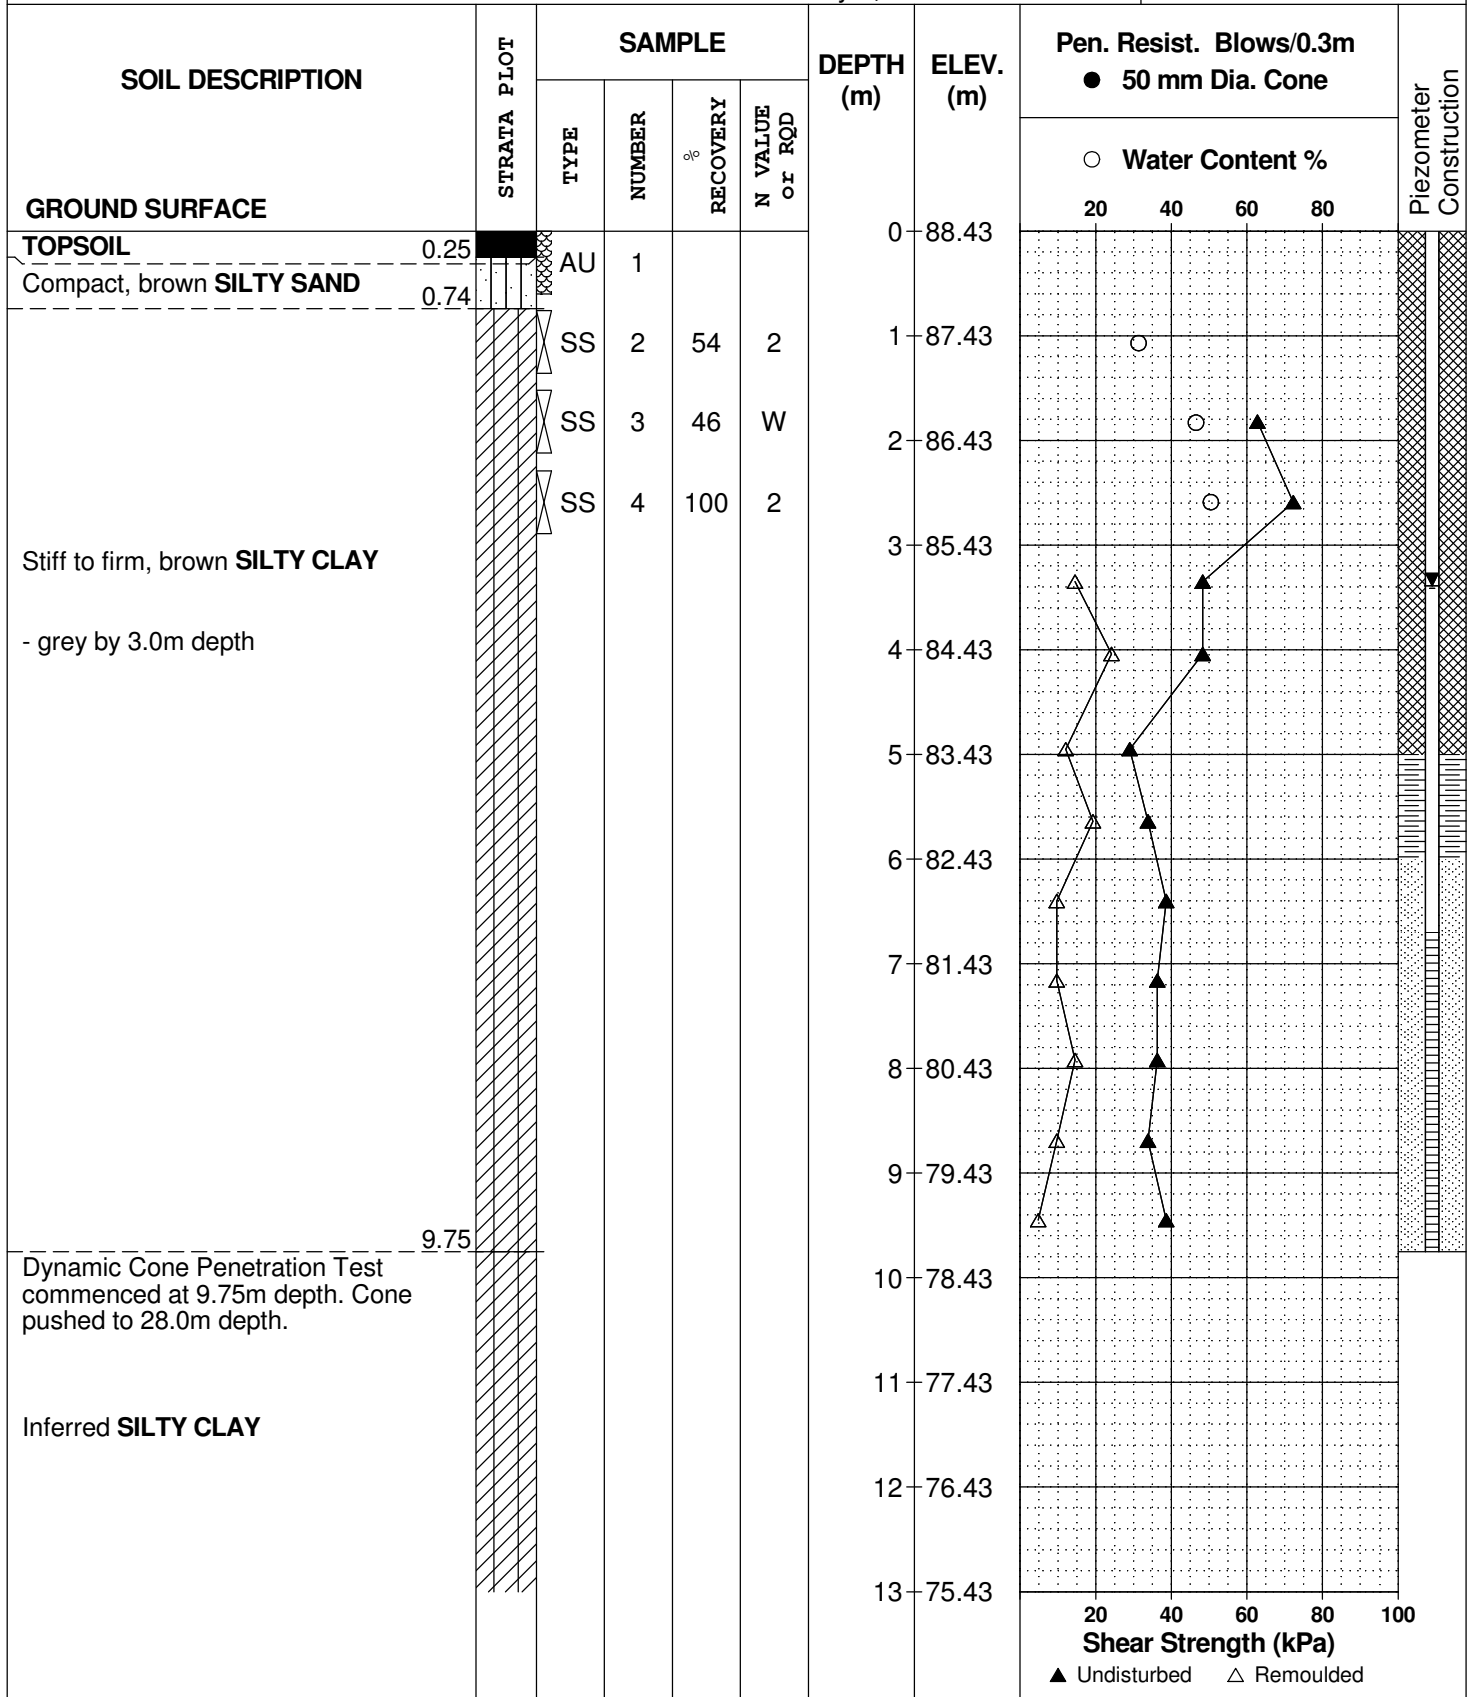 SOIL DESCRIPTION
GROUND SURFACE
STRATA PLOT
SAMPLE
TYPE
NUMBER
% RECOVERY
N VALUE or RQD
DEPTH (m)
ELEV. (m)
Pen. Resist. Blows/0.3m
● 50 mm Dia. Cone
○ Water Content %
20 40 60 80
Piezometer Construction
0 88.43
TOPSOIL 0.25
AU 1
Compact, brown SILTY SAND 0.74
SS 2 54 2
1 87.43
SS 3 46 W
2 86.43
SS 4 100 2
3 85.43
Stiff to firm, brown SILTY CLAY
- grey by 3.0m depth
4 84.43
5 83.43
6 82.43
7 81.43
8 80.43
9 79.43
9.75
Dynamic Cone Penetration Test
commenced at 9.75m depth. Cone
pushed to 28.0m depth.
10 78.43
11 77.43
Inferred SILTY CLAY
12 76.43
13 75.43
20 40 60 80 100
Shear Strength (kPa)
▲ Undisturbed △ Remoulded